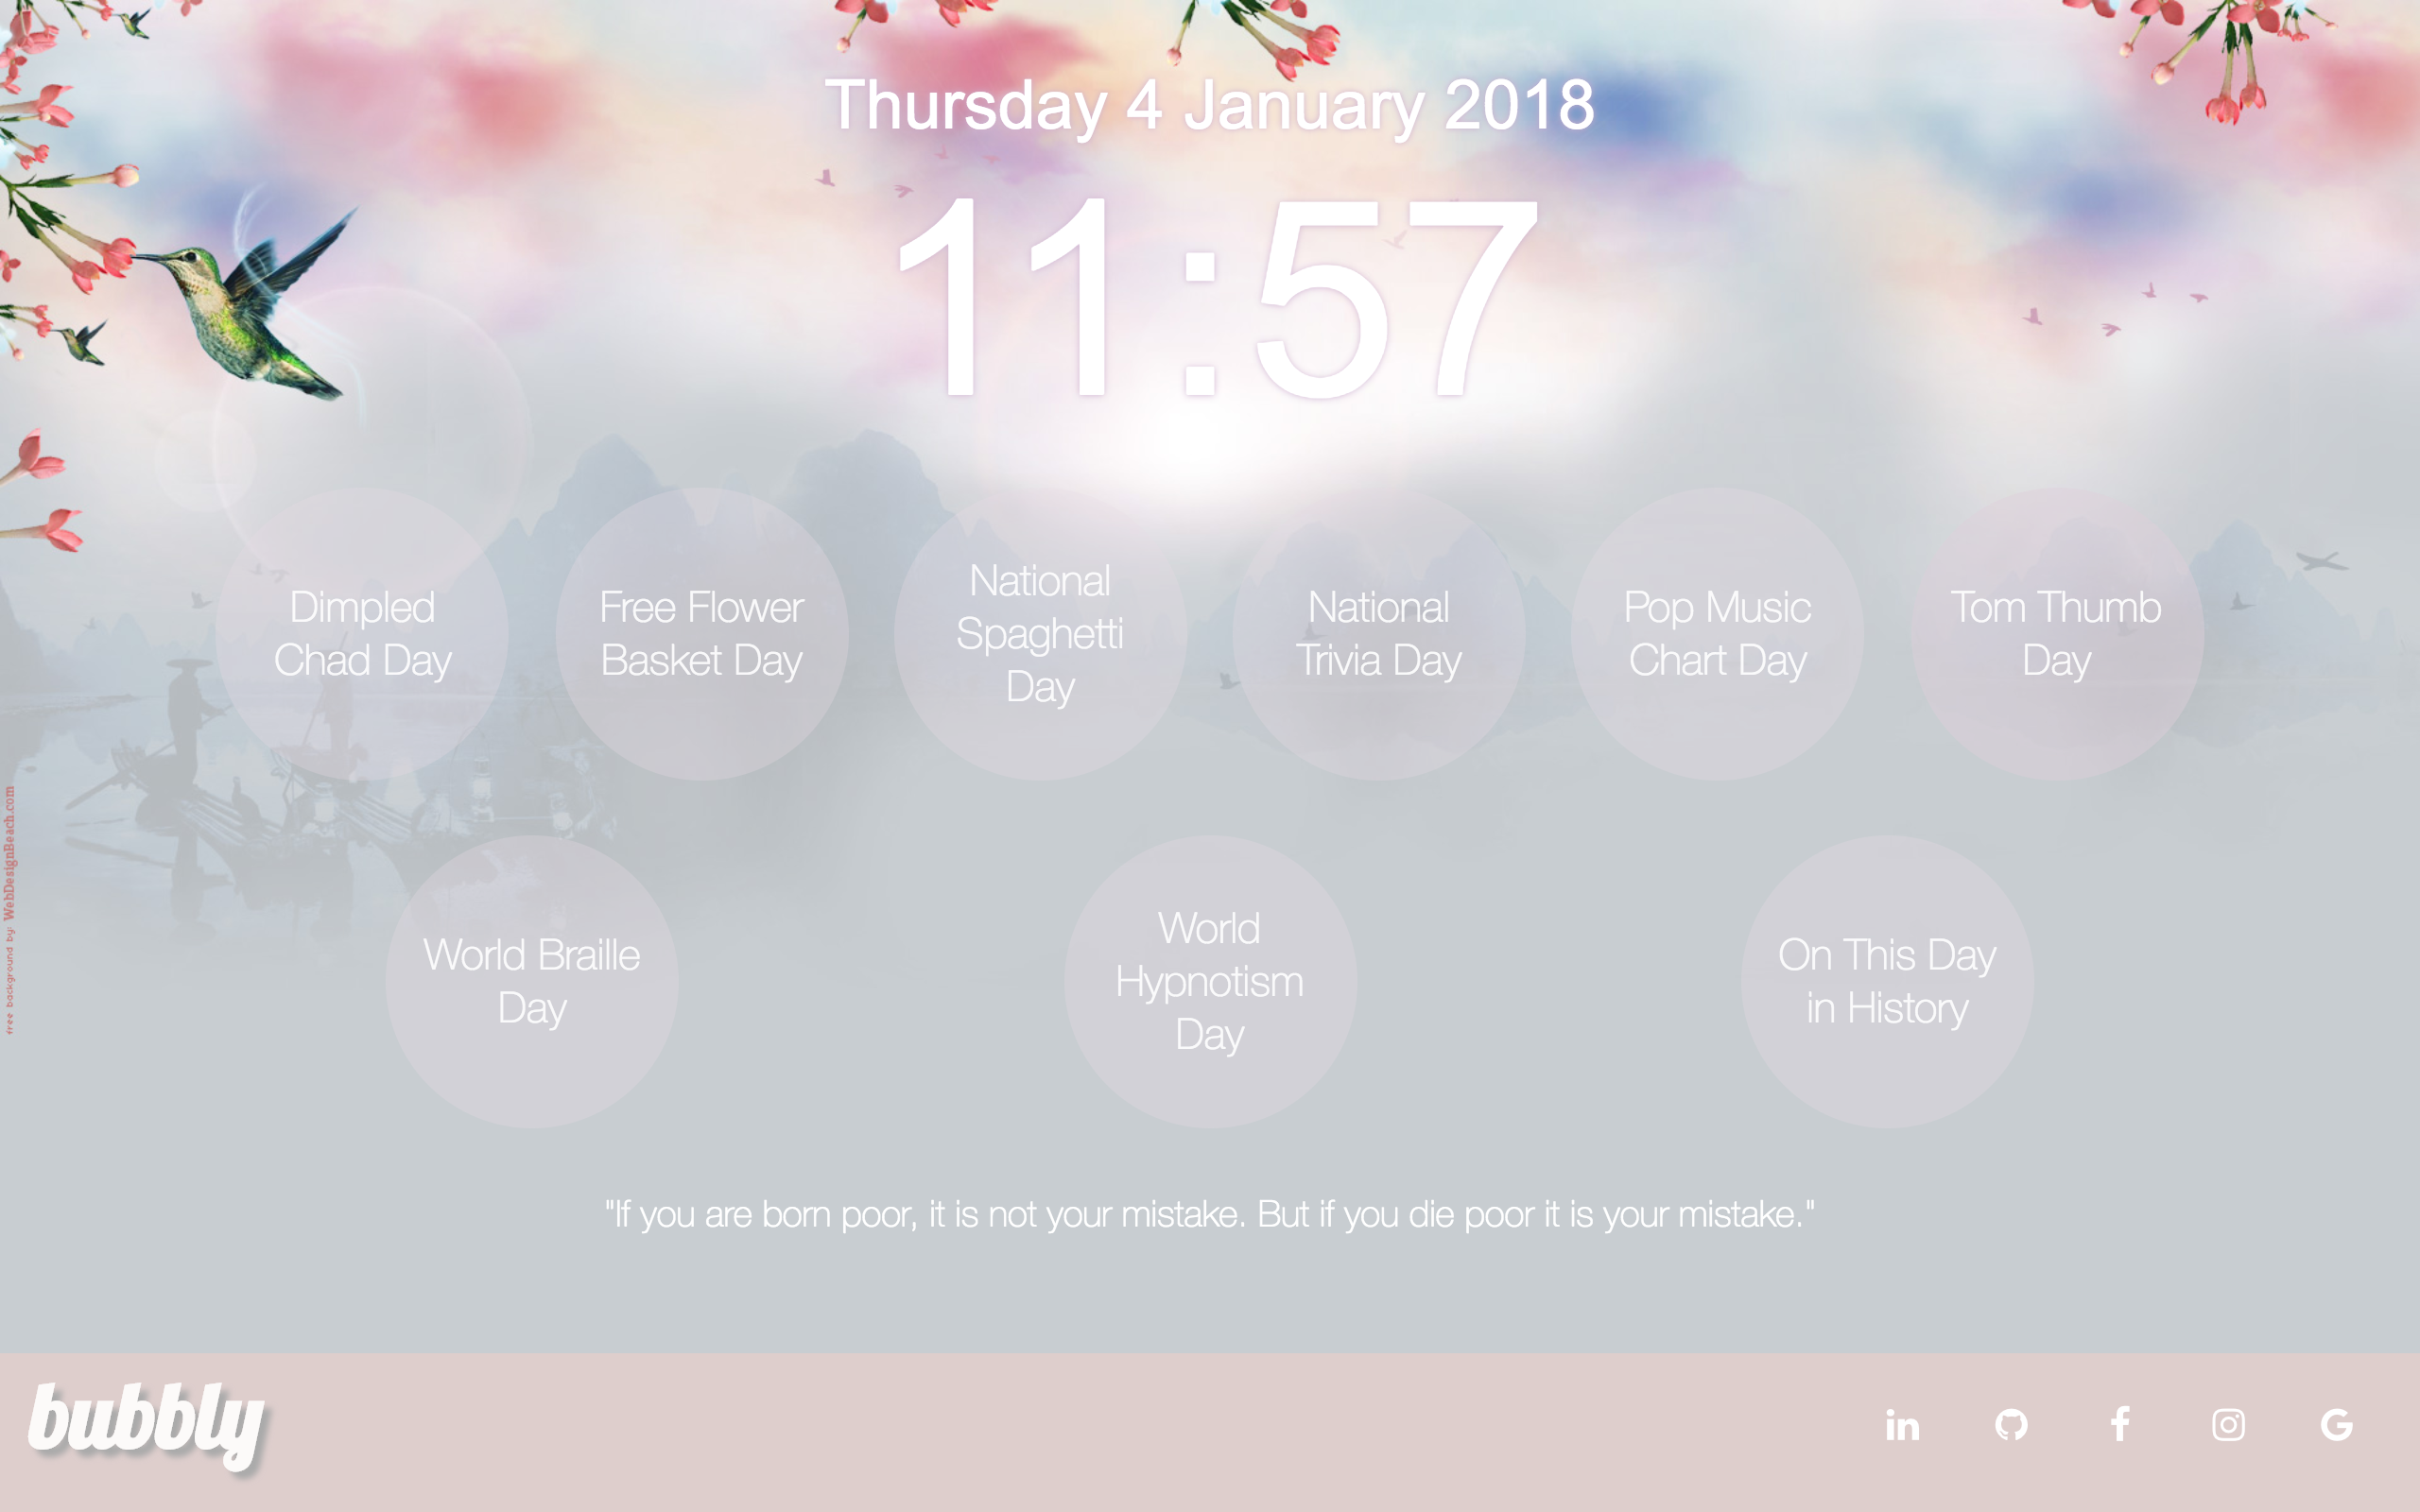 Thursday 4 January 2018
11:57
Dimpled
Chad Day
Free Flower
Basket Day
National
Spaghetti
Day
National
Trivia Day
Pop Music
Chart Day
Tom Thumb
Day
World Braille
Day
World
Hypnotism
Day
On This Day
in History
free background by: WebDesignBeach.com
"If you are born poor, it is not your mistake. But if you die poor it is your mistake."
bubbly
in
f
G